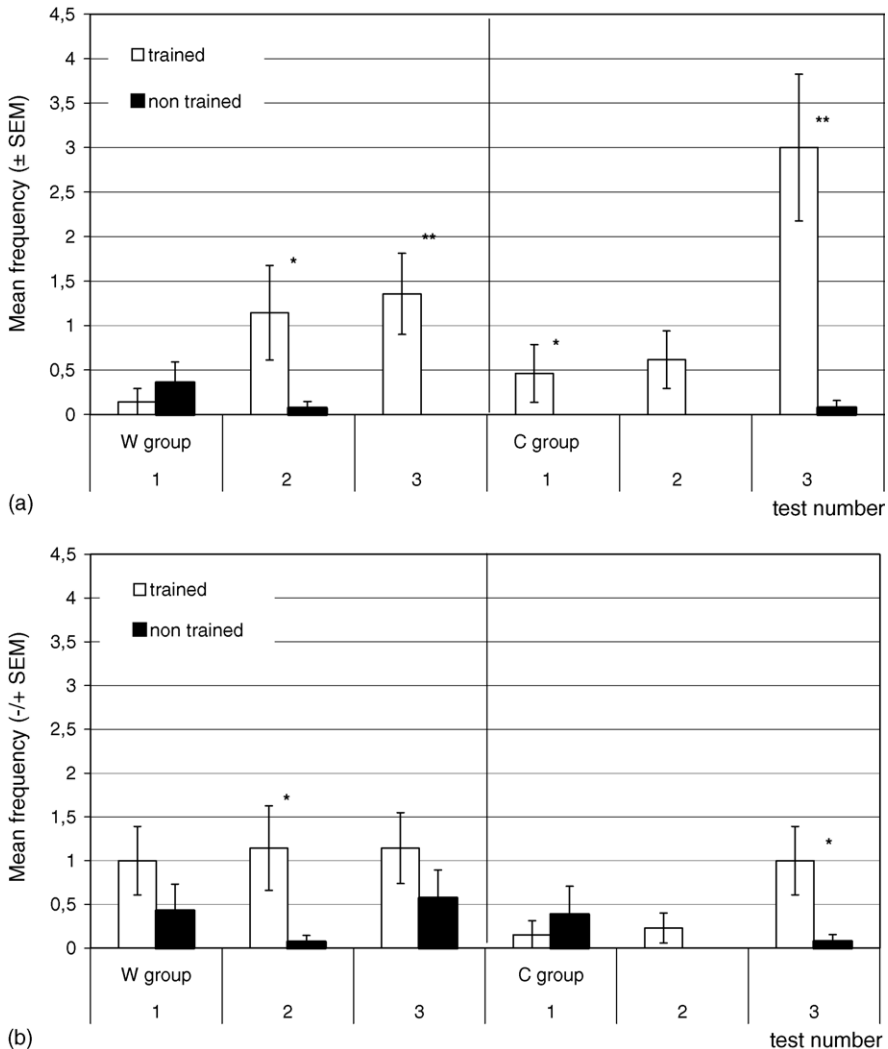 4,5
4
3,5
3
2,5
2
1,5
1
0,5
0
Mean frequency (± SEM)
trained
non trained
*
**
*
**
W group
C group
1 2 3 1 2 3
(a)
test number
4,5
4
3,5
3
2,5
2
1,5
1
0,5
0
Mean frequency (-/+ SEM)
trained
non trained
*
*
W group
C group
1 2 3 1 2 3
(b)
test number